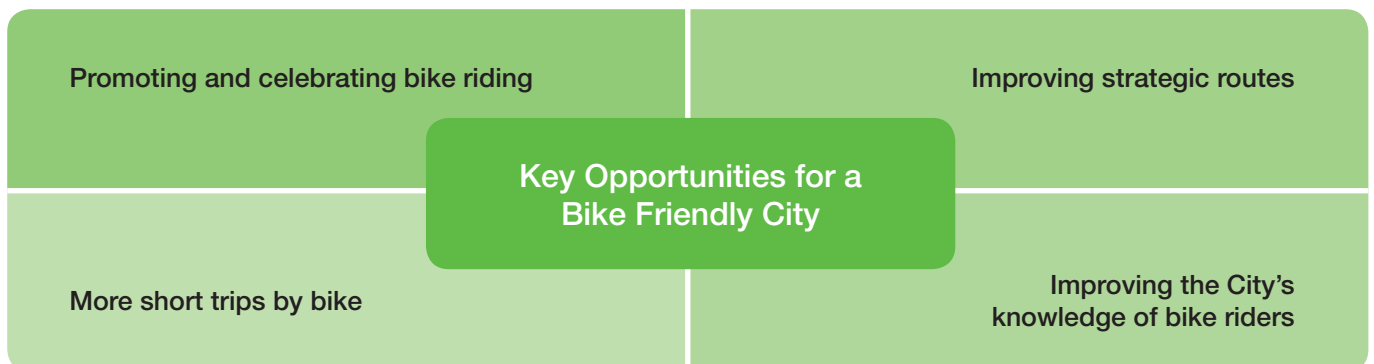 Promoting and celebrating bike riding
Improving strategic routes
Key Opportunities for a
Bike Friendly City
More short trips by bike
Improving the City’s
knowledge of bike riders